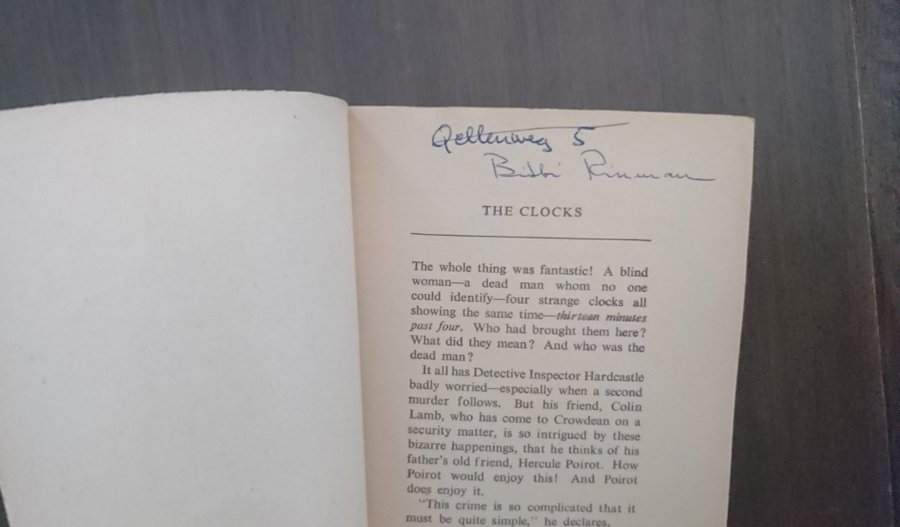 Qellenweg 5
Bibbi Rinman
THE CLOCKS
The whole thing was fantastic! A blind
woman—a dead man whom no one
could identify—four strange clocks all
showing the same time—thirteen minutes
past four. Who had brought them here?
What did they mean? And who was the
dead man?
It all has Detective Inspector Hardcastle
badly worried—especially when a second
murder follows. But his friend, Colin
Lamb, who has come to Crowdean on a
security matter, is so intrigued by these
bizarre happenings, that he thinks of his
father's old friend, Hercule Poirot. How
Poirot would enjoy this! And Poirot
does enjoy it.
"This crime is so complicated that it
must be quite simple," he declares.